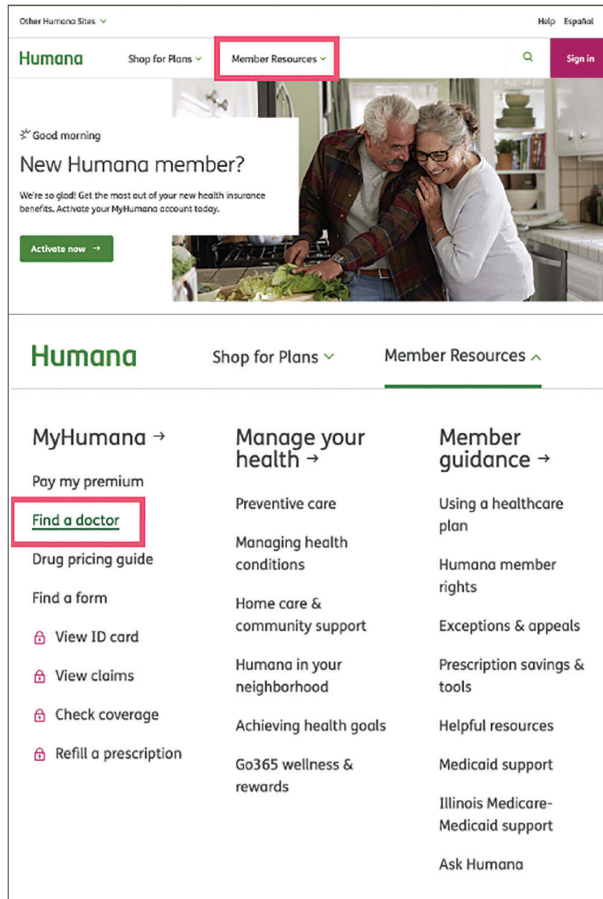 Other Humana Sites
Help Español
Humana
Shop for Plans
Member Resources
Sign in
Good morning
New Humana member?
We're so glad! Get the most out of your new health insurance
benefits. Activate your MyHumana account today.
Activate now →
Humana
Shop for Plans
Member Resources
MyHumana →
Pay my premium
Find a doctor
Drug pricing guide
Find a form
View ID card
View claims
Check coverage
Refill a prescription
Manage your
health →
Preventive care
Managing health
conditions
Home care &
community support
Humana in your
neighborhood
Achieving health goals
Go365 wellness &
rewards
Member
guidance →
Using a healthcare
plan
Humana member
rights
Exceptions & appeals
Prescription savings &
tools
Helpful resources
Medicaid support
Illinois Medicare-
Medicaid support
Ask Humana